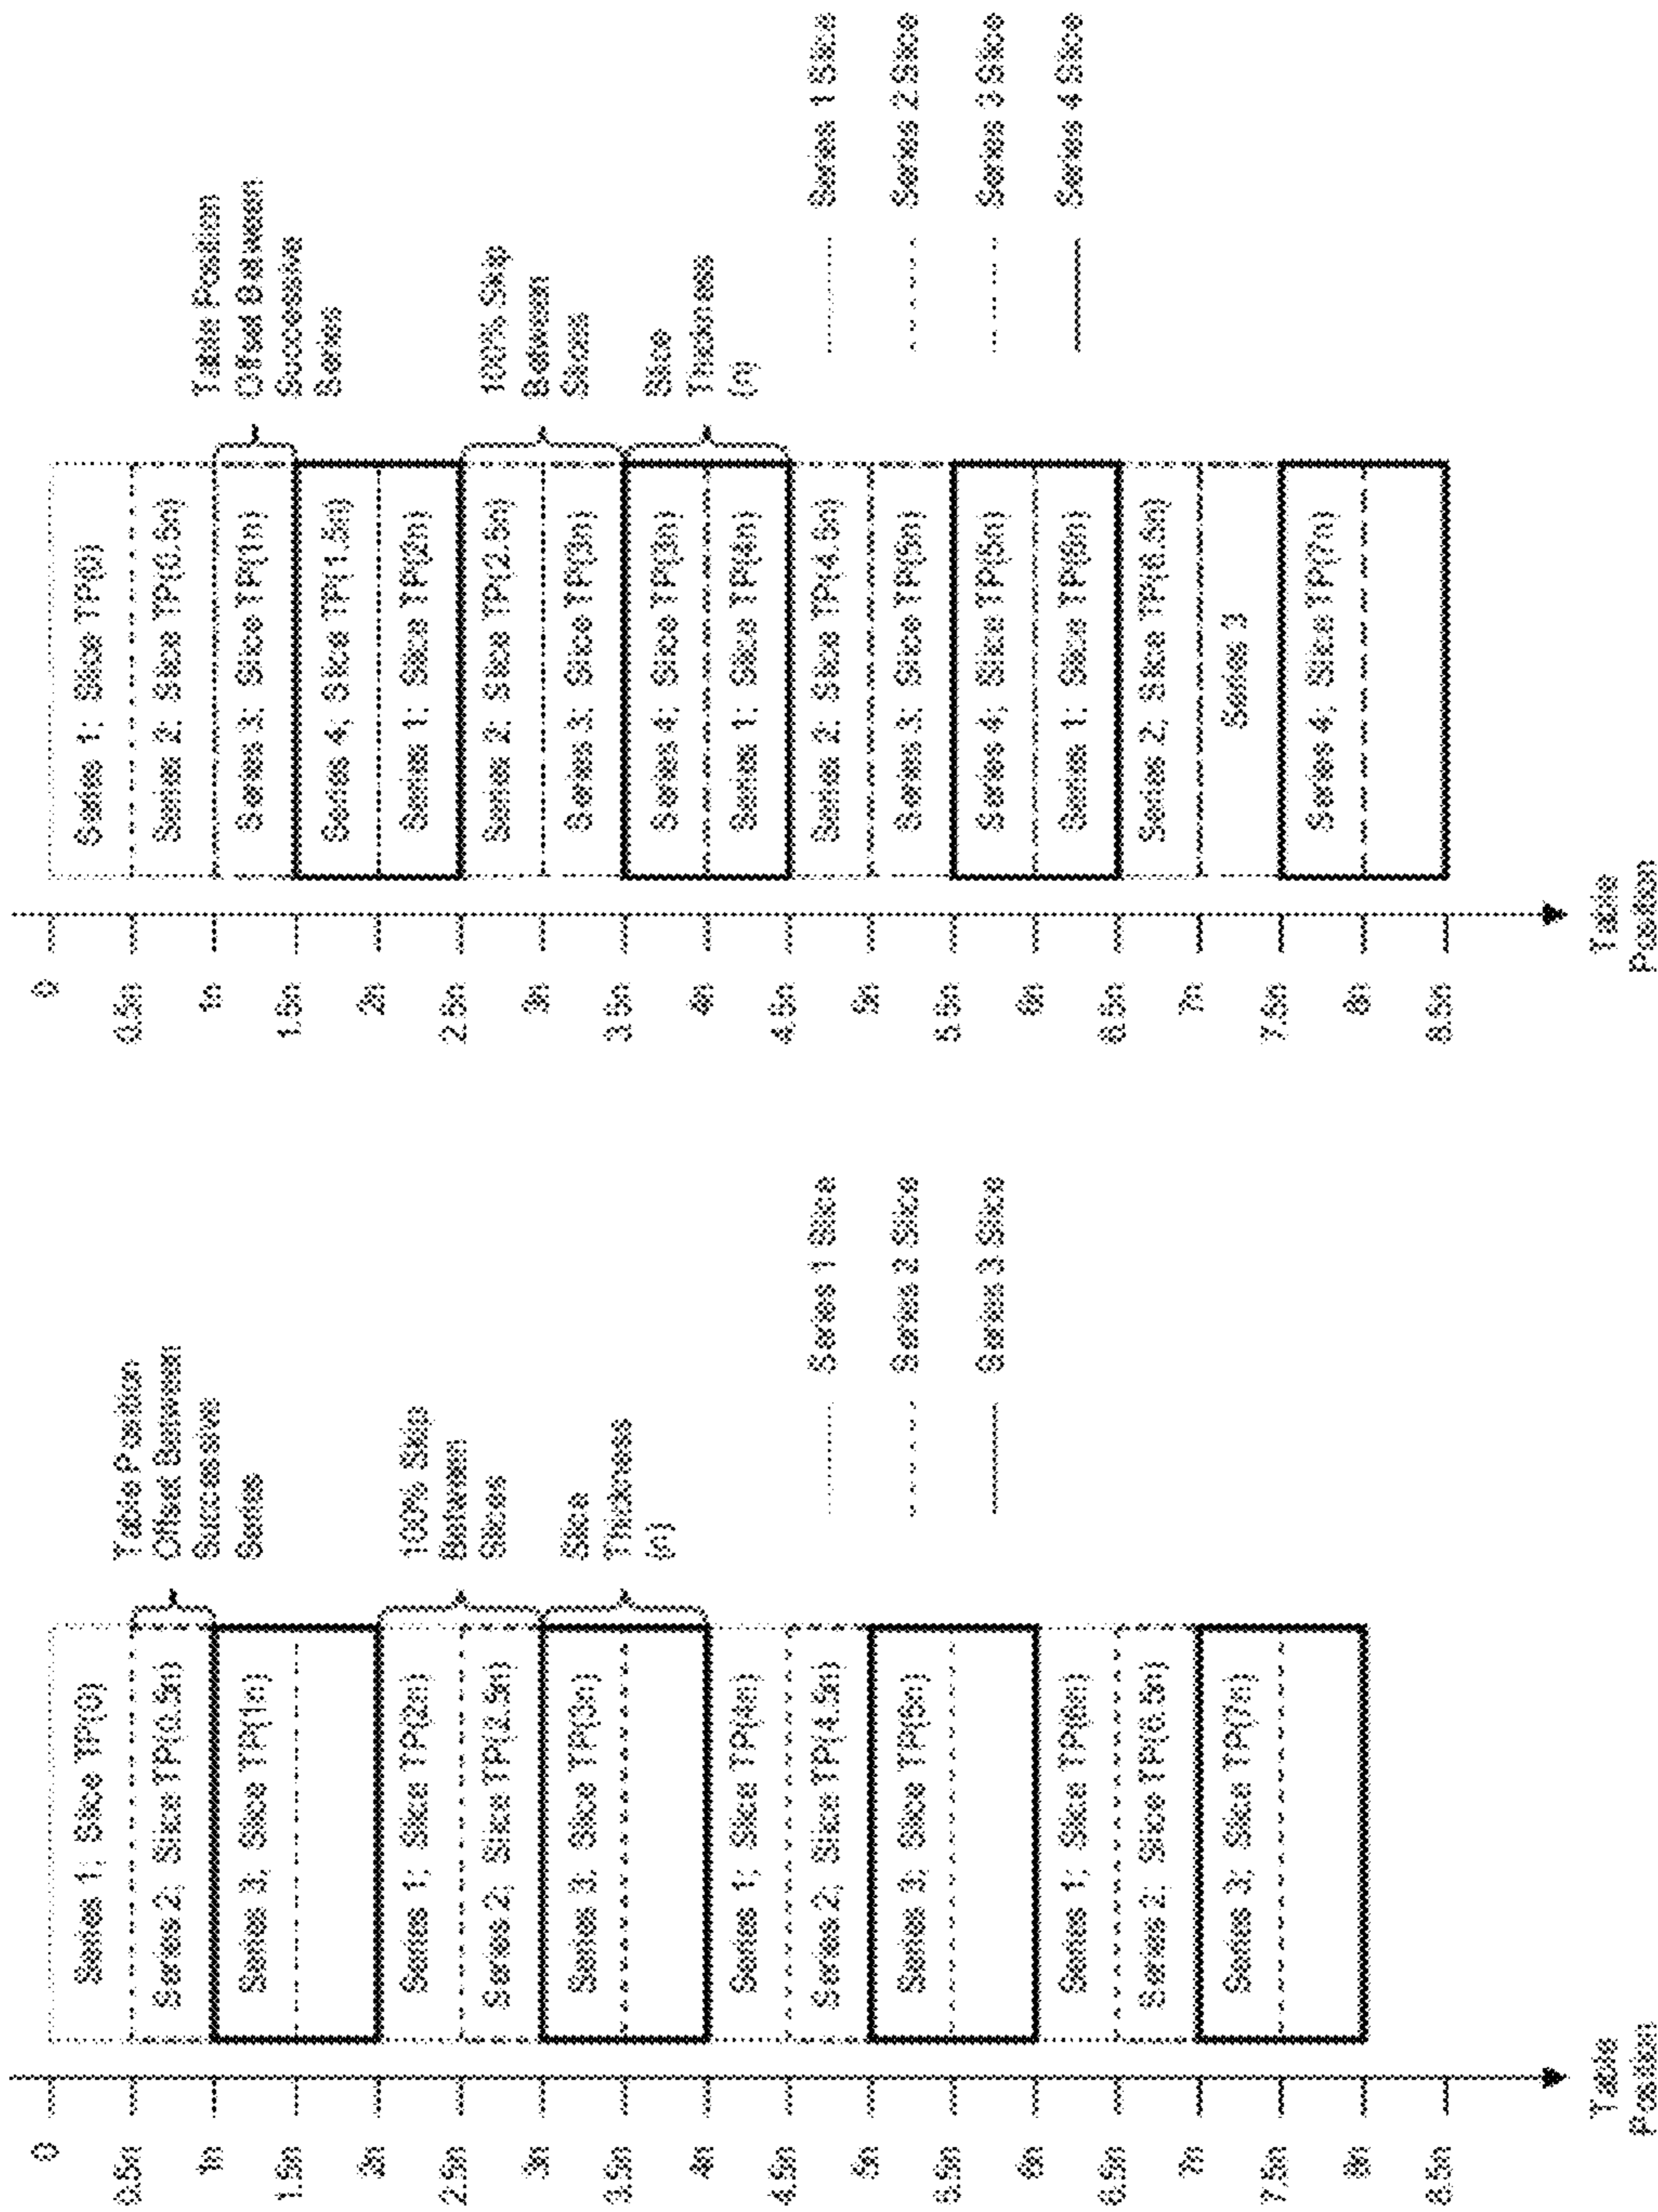 0
0.5n
1n
1.5n
2n
2.5n
3n
3.5n
4n
4.5n
5n
5.5n
6n
6.5n
7n
7.5n
8n
8.5n
Table
Position
Series 1; Slice TP(0)
Series 2; Slice TP(0.5n)
Series 3; Slice TP(1n)
Series 1; Slice TP(2n)
Series 2; Slice TP(2.5n)
Series 3; Slice TP(3n)
Series 1; Slice TP(4n)
Series 2; Slice TP(4.5n)
Series 3; Slice TP(5n)
Series 1; Slice TP(6n)
Series 2; Slice TP(6.5n)
Series 3; Slice TP(7n)
Table Position
Offset Between
Successive
Series
100% Skip
Between
Slices
Slice
Thickness
(n)
Series 1 Slice
Series 2 Slice
Series 3 Slice
0
0.5n
1n
1.5n
2n
2.5n
3n
3.5n
4n
4.5n
5n
5.5n
6n
6.5n
7n
7.5n
8n
8.5n
Table
Position
Series 1; Slice TP(0)
Series 2; Slice TP(0.5n)
Series 3; Slice TP(1n)
Series 4; Slice TP(1.5n)
Series 1; Slice TP(2n)
Series 2; Slice TP(2.5n)
Series 3; Slice TP(3n)
Series 4; Slice TP(3n)
Series 1; Slice TP(4n)
Series 2; Slice TP(4.5n)
Series 3; Slice TP(5n)
Series 4; Slice TP(5n)
Series 1; Slice TP(6n)
Series 2; Slice TP(6.5n)
Series 3
Series 4; Slice TP(7n)
Table Position
Offset Between
Successive
Series
100% Skip
Between
Slices
Slice
Thickness
(n)
Series 1 Slice
Series 2 Slice
Series 3 Slice
Series 4 Slice